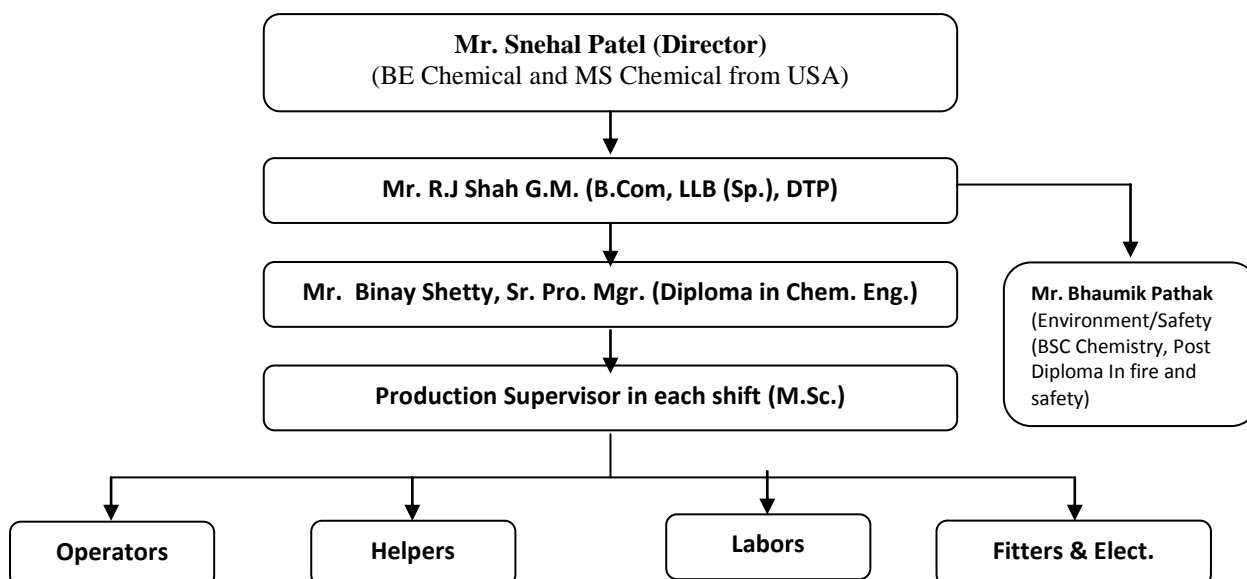 Mr. Snehal Patel (Director)
(BE Chemical and MS Chemical from USA)
Mr. R.J Shah G.M. (B.Com, LLB (Sp.), DTP)
Mr. Binay Shetty, Sr. Pro. Mgr. (Diploma in Chem. Eng.)
Mr. Bhaumik Pathak
(Environment/Safety
(BSC Chemistry, Post
Diploma In fire and
safety)
Production Supervisor in each shift (M.Sc.)
Operators
Helpers
Labors
Fitters & Elect.